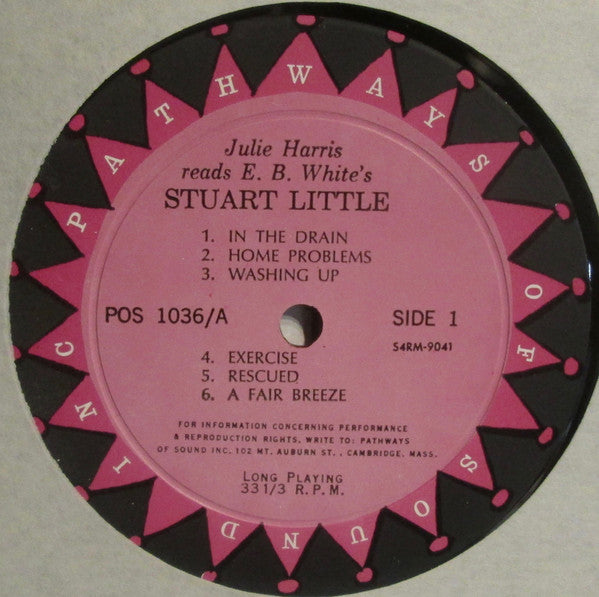 PATHWAYS OF SOUND INC
Julie Harris
reads E. B. White's
STUART LITTLE
1. IN THE DRAIN
2. HOME PROBLEMS
3. WASHING UP
POS 1036/A
SIDE 1
S4RM-9041
4. EXERCISE
5. RESCUED
6. A FAIR BREEZE
FOR INFORMATION CONCERNING PERFORMANCE
& REPRODUCTION RIGHTS, WRITE TO: PATHWAYS
OF SOUND INC. 102 MT. AUBURN ST., CAMBRIDGE, MASS.
LONG PLAYING
33 1/3 R.P.M.